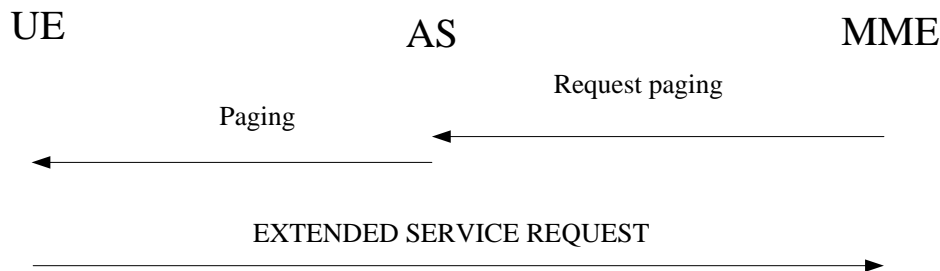 UE
AS
MME
Request paging
Paging
EXTENDED SERVICE REQUEST